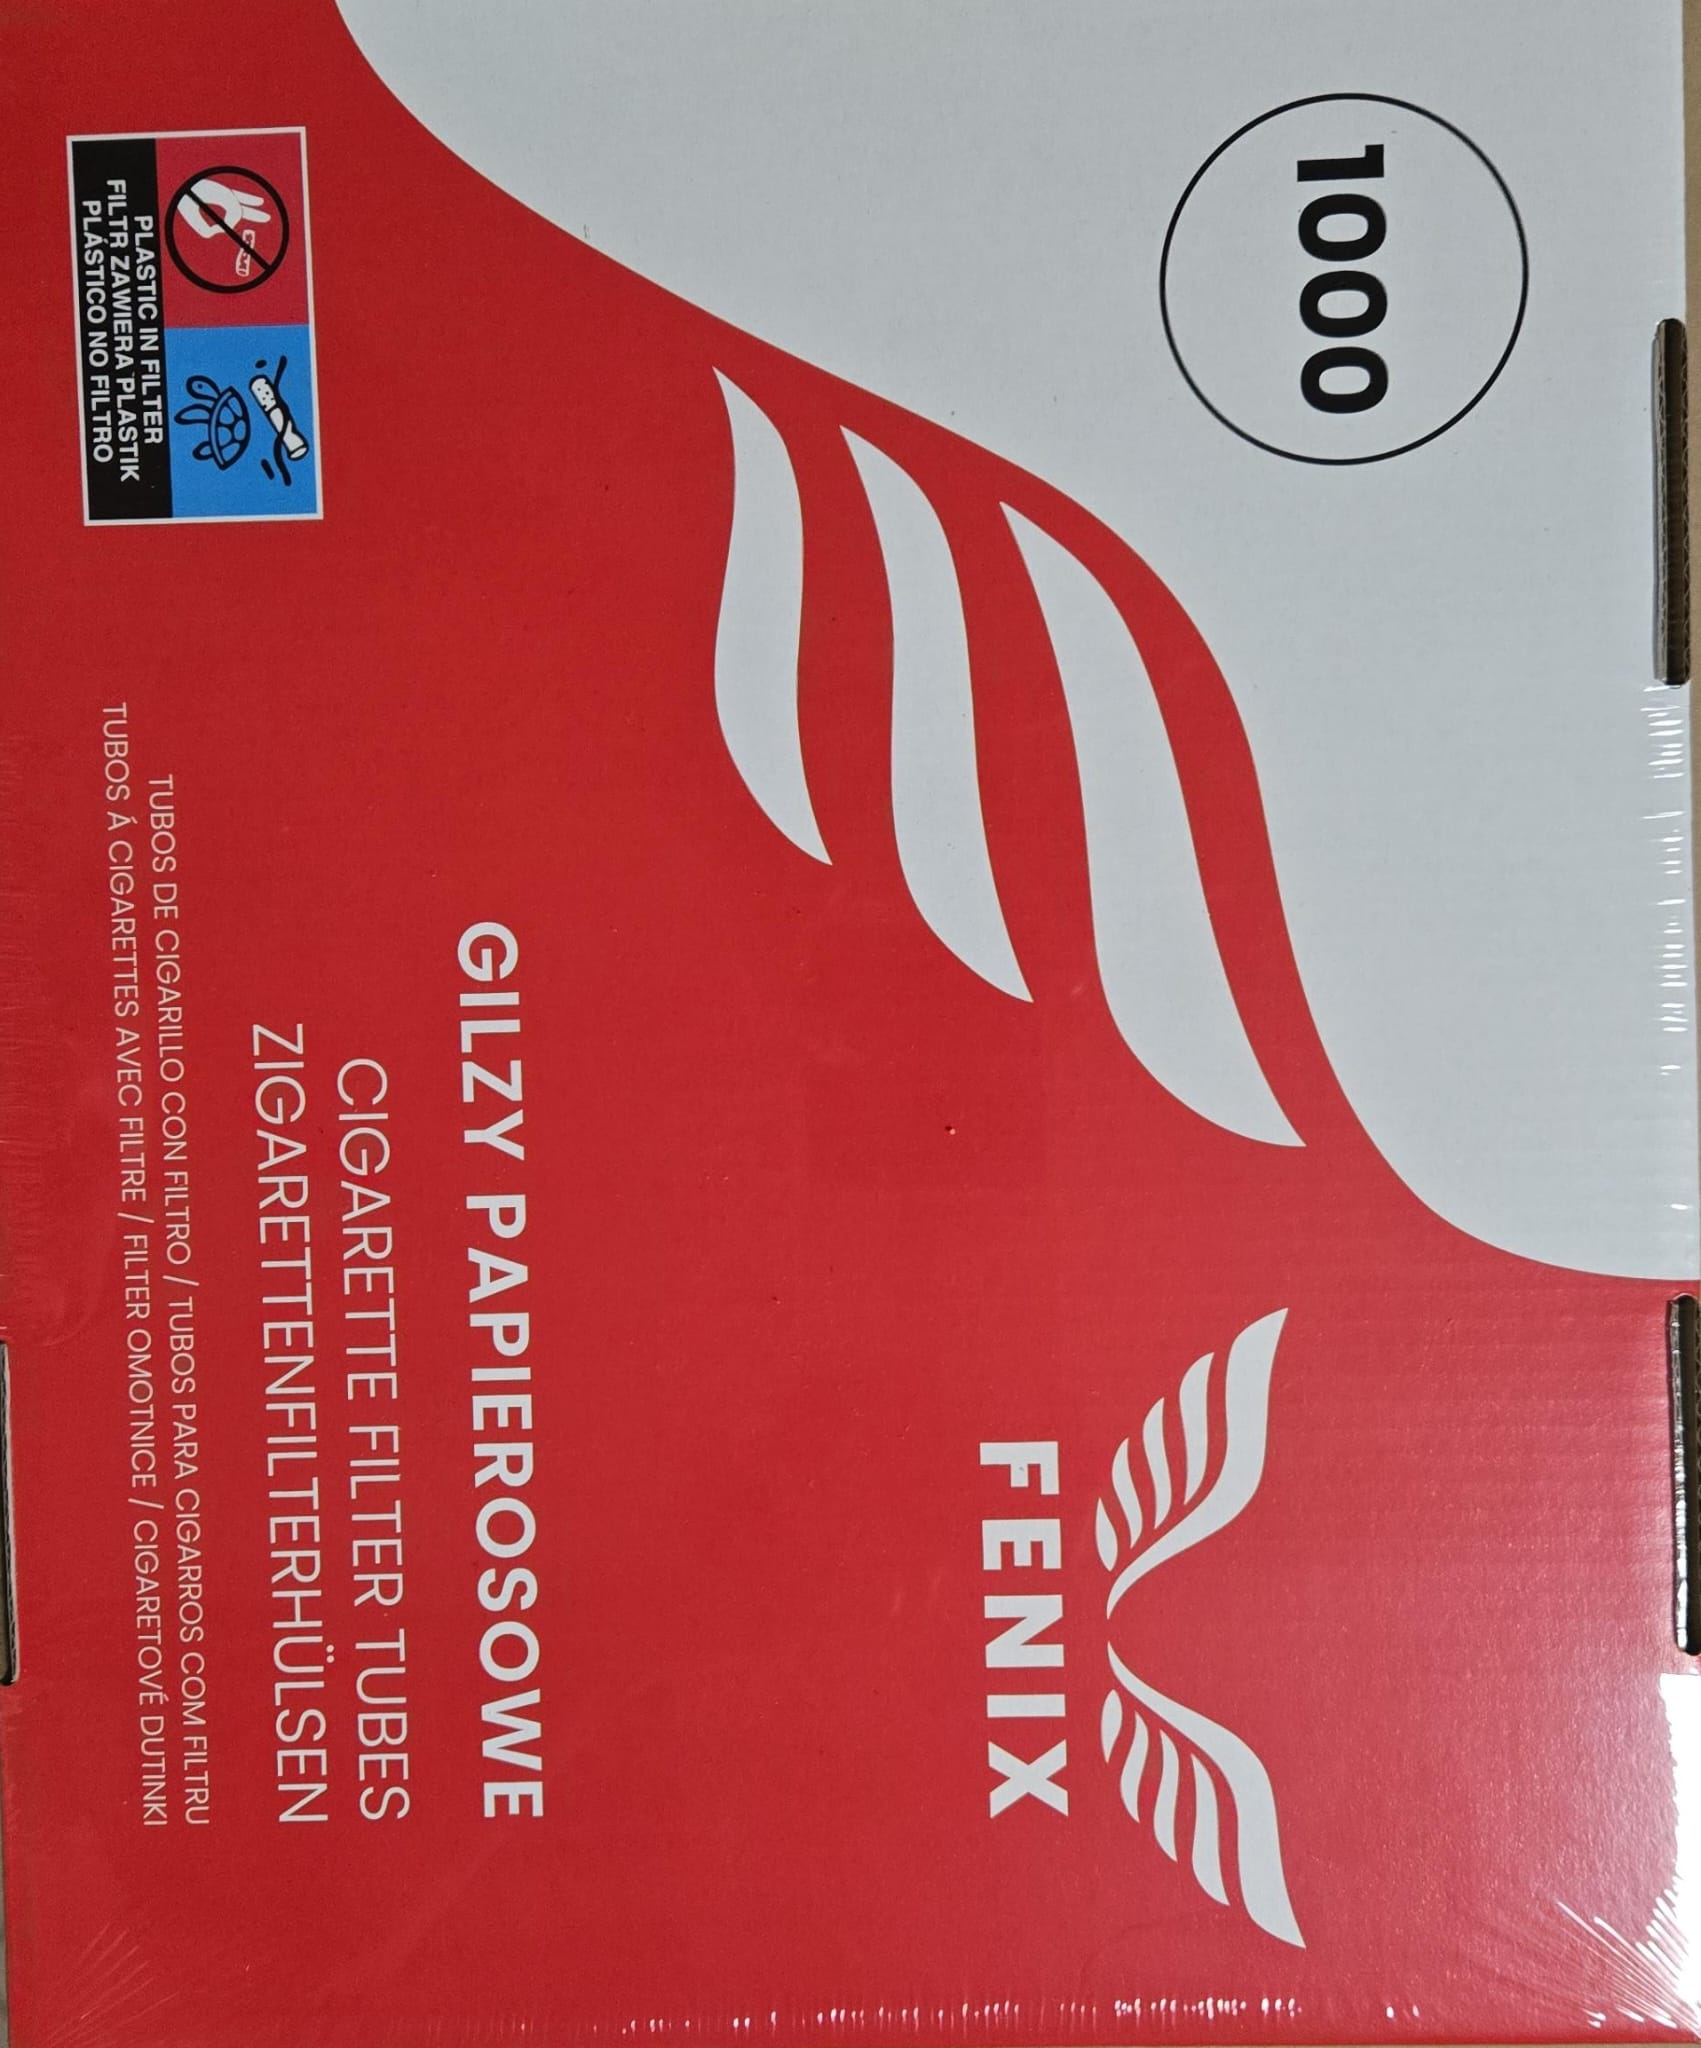 1000
FENIX
GILZY PAPIEROSOWE
CIGARETTE FILTER TUBES
ZIGARETTENFILTERHÜLSEN
TUBOS DE CIGARILLO CON FILTRO / TUBOS PARA CIGARROS COM FILTRU
TUBOS Á CIGARETTES AVEC FILTRE / FILTER OMOTNICE / CIGARETOVÉ DUTINKI
PLASTIC IN FILTER
FILTR ZAWIERA PLASTIK
PLÁSTICO NO FILTRO